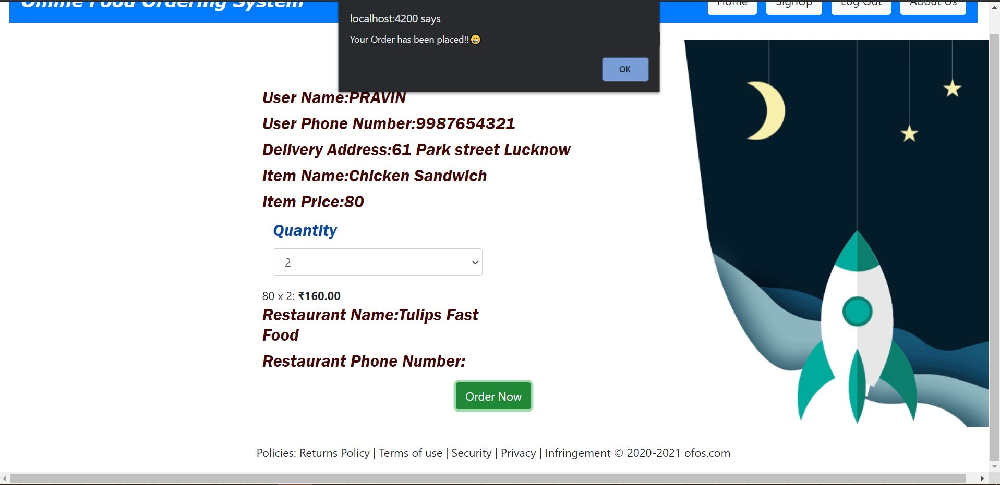 Online Food Ordering System
Home SignUp Log Out About Us
localhost:4200 says
Your Order has been placed!!😁
OK
User Name:PRAVIN
User Phone Number:9987654321
Delivery Address:61 Park street Lucknow
Item Name:Chicken Sandwich
Item Price:80
Quantity
2
80 x 2: ₹160.00
Restaurant Name:Tulips Fast
Food
Restaurant Phone Number:
Order Now
Policies: Returns Policy | Terms of use | Security | Privacy | Infringement © 2020-2021 ofos.com